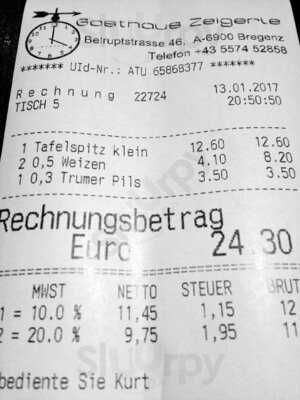 Gasthaus Zeigerle
Belruptstrasse 46, A-6900 Bregenz
Telefon +43 5574 52858
******* UId-Nr.: ATU 65868377 *******
Rechnung 22724 13.01.2017
TISCH 5 20:50:50
1 Tafelspitz klein 12.60 12.60
2 0,5 Weizen 4.10 8.20
1 0,3 Trumer Pils 3.50 3.50
Rechnungsbetrag
Euro 24.30
MWST NETTO STEUER BRUT
1 = 10.0 % 11,45 1,15 12
2 = 20.0 % 9,75 1,95 11
bediente Sie Kurt
Sluurpy